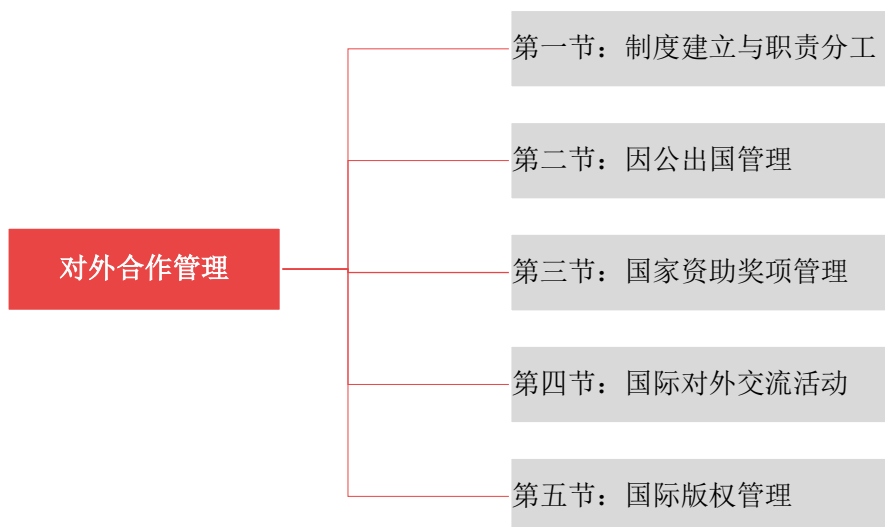 对外合作管理
第一节：制度建立与职责分工
第二节：因公出国管理
第三节：国家资助奖项管理
第四节：国际对外交流活动
第五节：国际版权管理